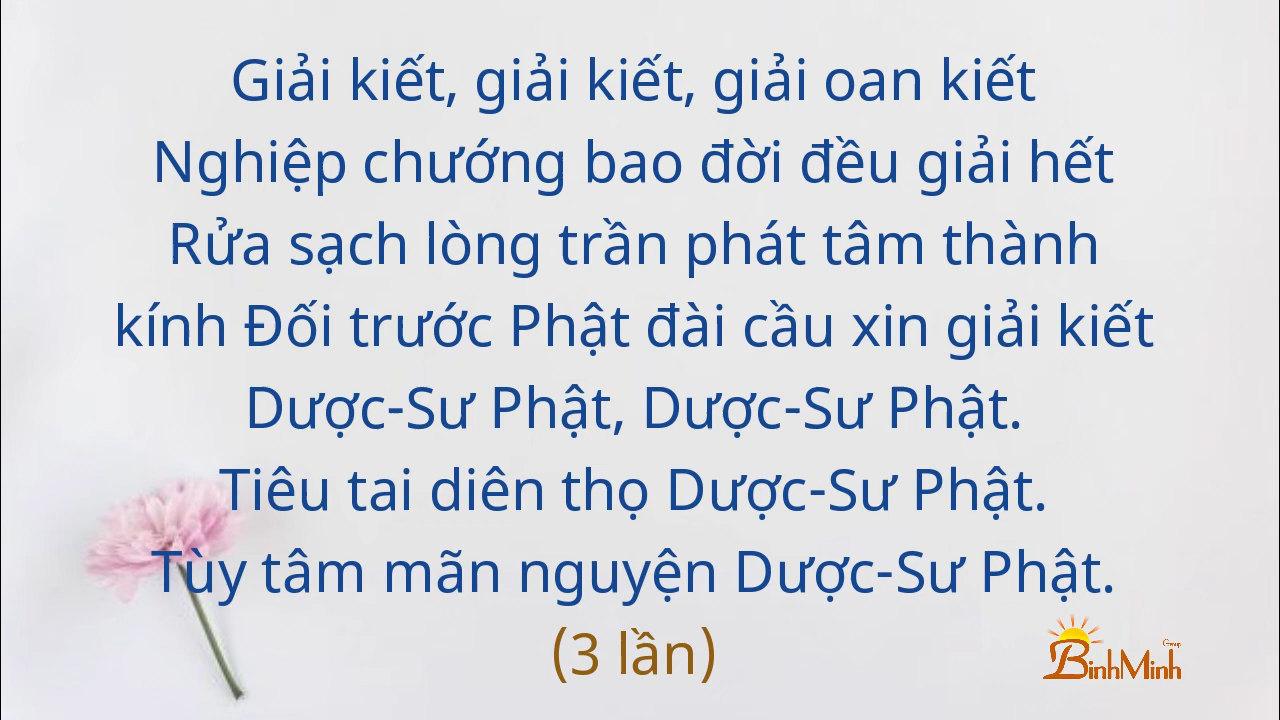 Giải kiết, giải kiết, giải oan kiết
Nghiệp chướng bao đời đều giải hết
Rửa sạch lòng trần phát tâm thành
kính Đối trước Phật đài cầu xin giải kiết
Dược-Sư Phật, Dược-Sư Phật.
Tiêu tai diên thọ Dược-Sư Phật.
Tùy tâm mãn nguyện Dược-Sư Phật.
(3 lần)
Group
BinhMinh